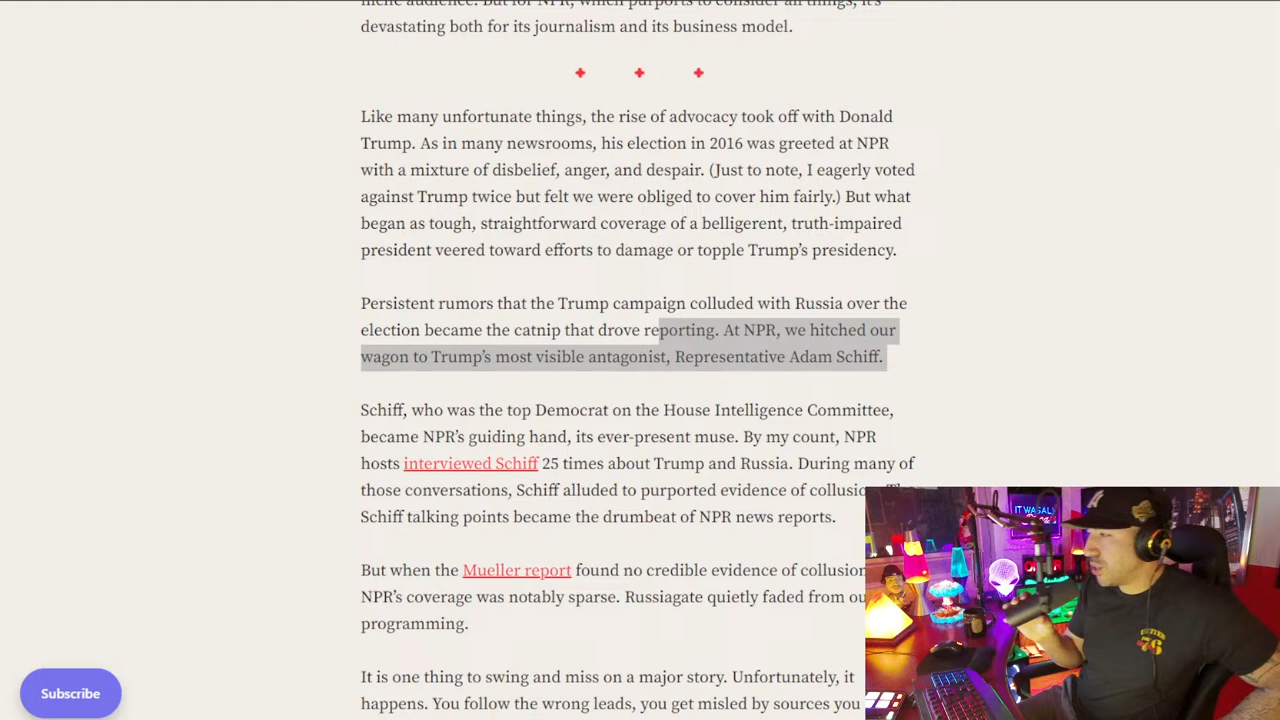 niche audience. But for NPR, which purports to consider all things, it's
devastating both for its journalism and its business model.
Like many unfortunate things, the rise of advocacy took off with Donald
Trump. As in many newsrooms, his election in 2016 was greeted at NPR
with a mixture of disbelief, anger, and despair. (Just to note, I eagerly voted
against Trump twice but felt we were obliged to cover him fairly.) But what
began as tough, straightforward coverage of a belligerent, truth-impaired
president veered toward efforts to damage or topple Trump’s presidency.
Persistent rumors that the Trump campaign colluded with Russia over the
election became the catnip that drove reporting. At NPR, we hitched our
wagon to Trump’s most visible antagonist, Representative Adam Schiff.
Schiff, who was the top Democrat on the House Intelligence Committee,
became NPR’s guiding hand, its ever-present muse. By my count, NPR
hosts interviewed Schiff 25 times about Trump and Russia. During many of
those conversations, Schiff alluded to purported evidence of collusion.
Schiff talking points became the drumbeat of NPR news reports.
But when the Mueller report found no credible evidence of collusion
NPR’s coverage was notably sparse. Russiagate quietly faded from
programming.
It is one thing to swing and miss on a major story. Unfortunately, it
happens. You follow the wrong leads, you get misled by sources you
Subscribe
IT WAS AL
76